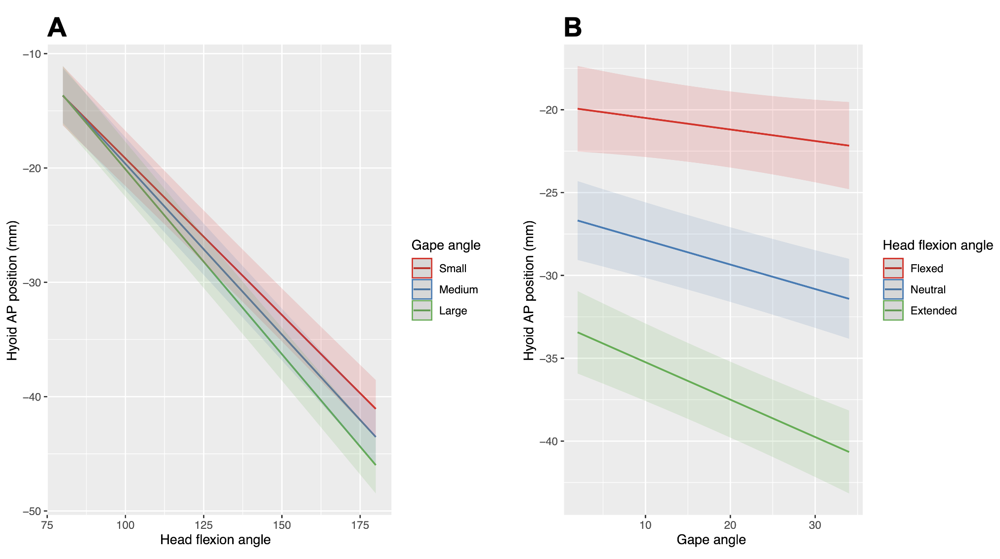 A
−10
−20
−30
−40
−50
75
100
125
150
175
Head flexion angle
Hyoid AP position (mm)
Gape angle
Small
Medium
Large
B
−20
−25
−30
−35
−40
10
20
30
Gape angle
Hyoid AP position (mm)
Head flexion angle
Flexed
Neutral
Extended